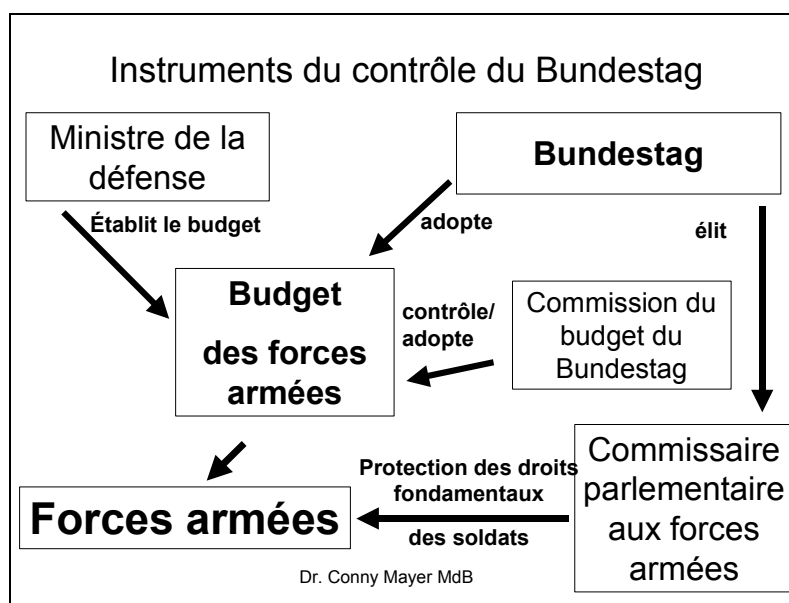 Instruments du contrôle du Bundestag
Ministre de la
défense
Bundestag
Établit le budget
adopte
élit
Budget
des forces
armées
contrôle/
adopte
Commission du
budget du
Bundestag
Protection des droits
fondamentaux
des soldats
Commissaire
parlementaire
aux forces
armées
Forces armées
Dr. Conny Mayer MdB